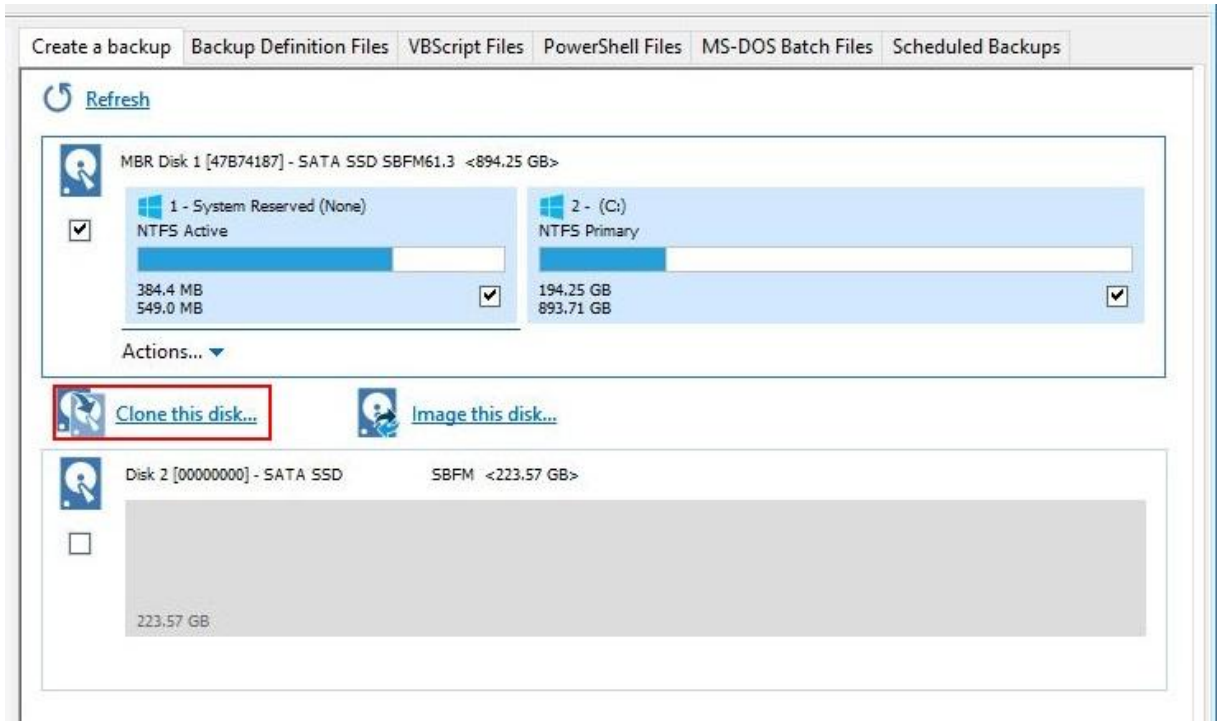 Create a backup Backup Definition Files VBScript Files PowerShell Files MS-DOS Batch Files Scheduled Backups
Refresh
MBR Disk 1 [47B74187] - SATA SSD SBFM61.3 <894.25 GB>
1 - System Reserved (None)
NTFS Active
384.4 MB
549.0 MB
2 - (C:)
NTFS Primary
194.25 GB
893.71 GB
Actions...
Clone this disk... Image this disk...
Disk 2 [00000000] - SATA SSD SBFM <223.57 GB>
223.57 GB